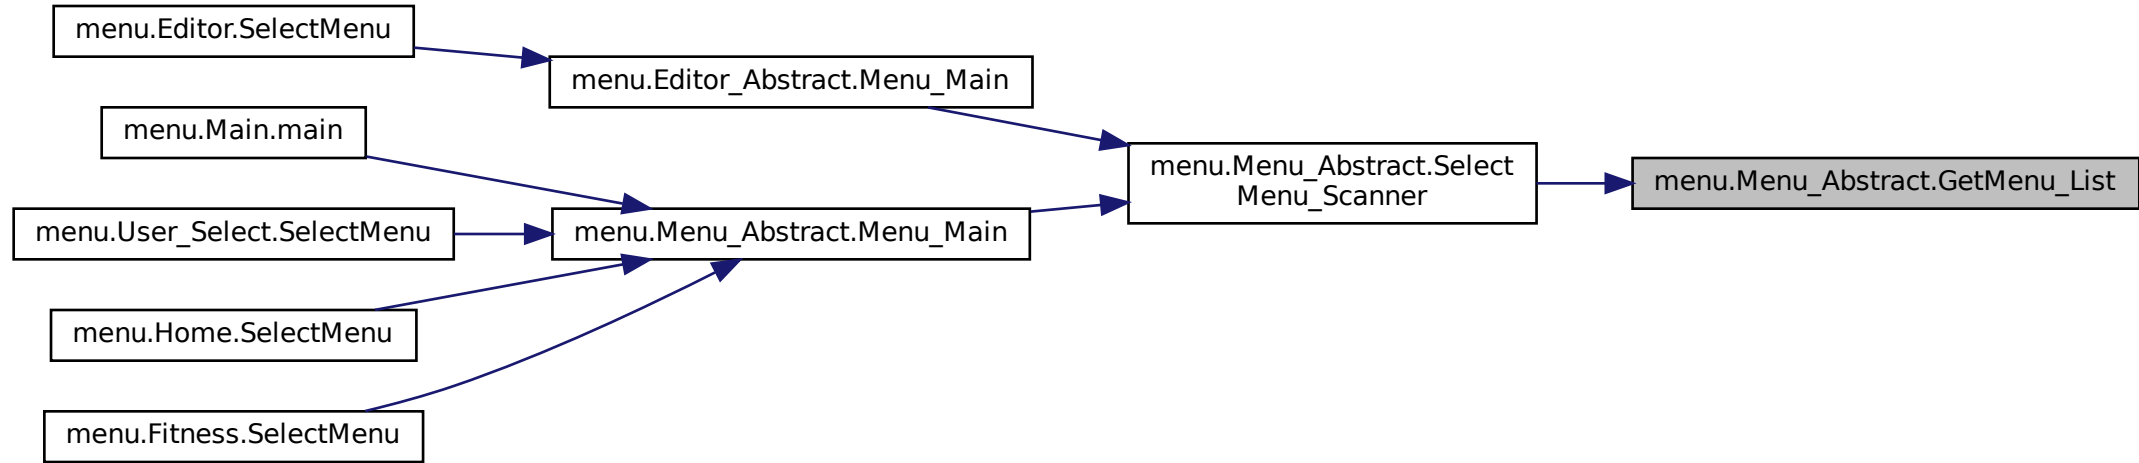 menu.Editor.SelectMenu
menu.Editor_Abstract.Menu_Main
menu.Main.main
menu.Menu_Abstract.Select
Menu_Scanner
menu.Menu_Abstract.GetMenu_List
menu.User_Select.SelectMenu
menu.Menu_Abstract.Menu_Main
menu.Home.SelectMenu
menu.Fitness.SelectMenu